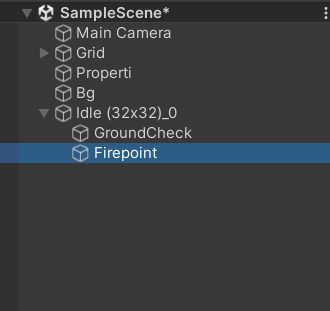 SampleScene*
Main Camera
Grid
Properti
Bg
Idle (32x32)_0
GroundCheck
Firepoint